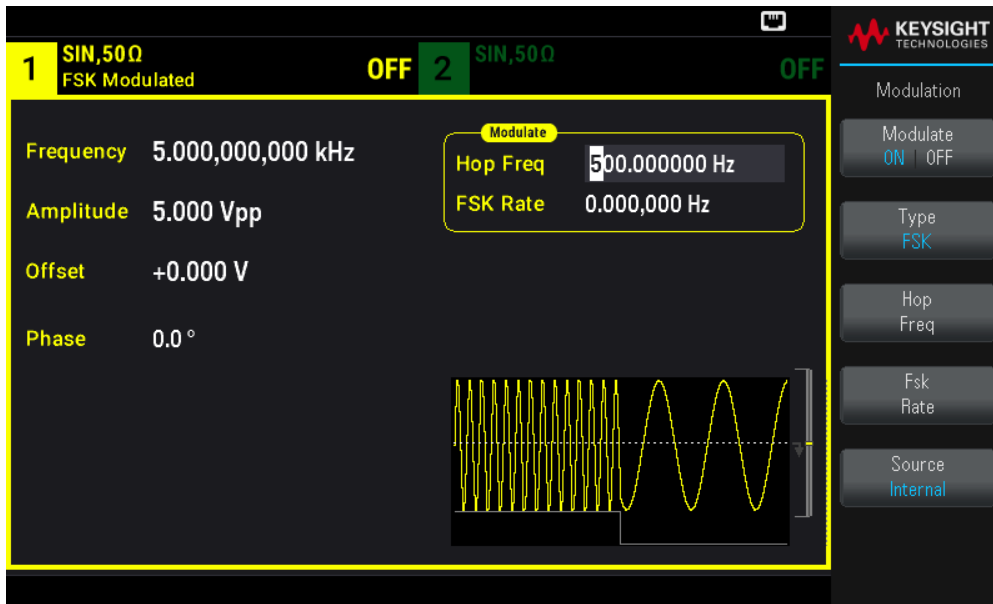 1 SIN,50Ω
FSK Modulated
OFF
2 SIN,50Ω
OFF
Frequency 5.000,000,000 kHz
Amplitude 5.000 Vpp
Offset +0.000 V
Phase 0.0 °
Modulate
Hop Freq 500.000000 Hz
FSK Rate 0.000,000 Hz
KEYSIGHT
TECHNOLOGIES
Modulation
Modulate
ON | OFF
Type
FSK
Hop
Freq
Fsk
Rate
Source
Internal